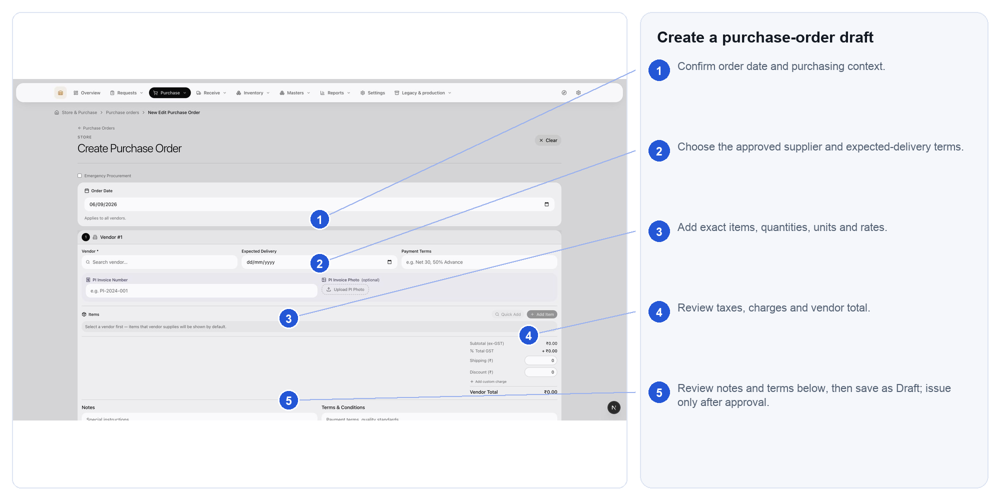 Overview Requests Purchase Receive Inventory Masters Reports Settings Legacy & production
Store & Purchase > Purchase orders > New Edit Purchase Order
← Purchase Orders
STORE
Create Purchase Order
× Clear
Emergency Procurement
Order Date
06/09/2026
Applies to all vendors.
1
1 Vendor #1
Vendor * Expected Delivery Payment Terms
Search vendor... dd/mm/yyyy e.g. Net 30, 50% Advance
2
PI Invoice Number PI Invoice Photo (optional)
e.g. PI-2024-001 Upload PI Photo
Items Quick Add + Add Item
3
Select a vendor first — items that vendor supplies will be shown by default.
4
Subtotal (ex-GST) ₹0.00
% Total GST + ₹0.00
Shipping (₹) 0
Discount (₹) 0
+ Add custom charge
Vendor Total ₹0.00
5
Notes Terms & Conditions
Special instructions Payment terms, quality standards
N
Create a purchase-order draft
1 Confirm order date and purchasing context.
2 Choose the approved supplier and expected-delivery terms.
3 Add exact items, quantities, units and rates.
4 Review taxes, charges and vendor total.
5 Review notes and terms below, then save as Draft; issue
only after approval.